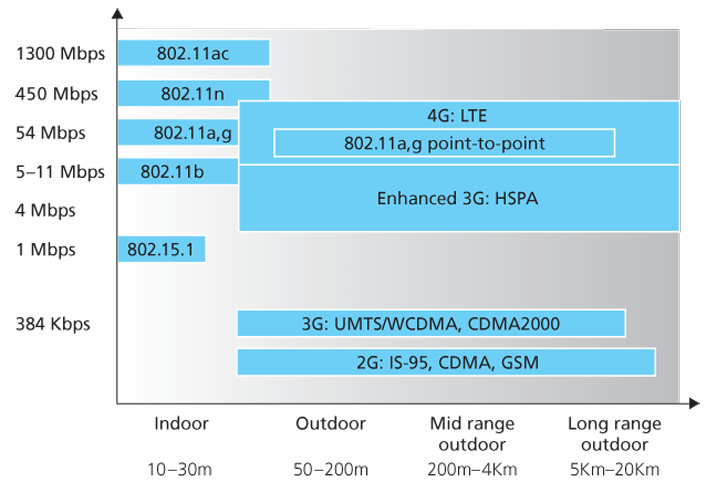 1300 Mbps
802.11ac
450 Mbps
802.11n
4G: LTE
54 Mbps
802.11a,g
802.11a,g point-to-point
5–11 Mbps
802.11b
Enhanced 3G: HSPA
4 Mbps
1 Mbps
802.15.1
384 Kbps
3G: UMTS/WCDMA, CDMA2000
2G: IS-95, CDMA, GSM
Indoor
Outdoor
Mid range
outdoor
Long range
outdoor
10–30m
50–200m
200m–4Km
5Km–20Km